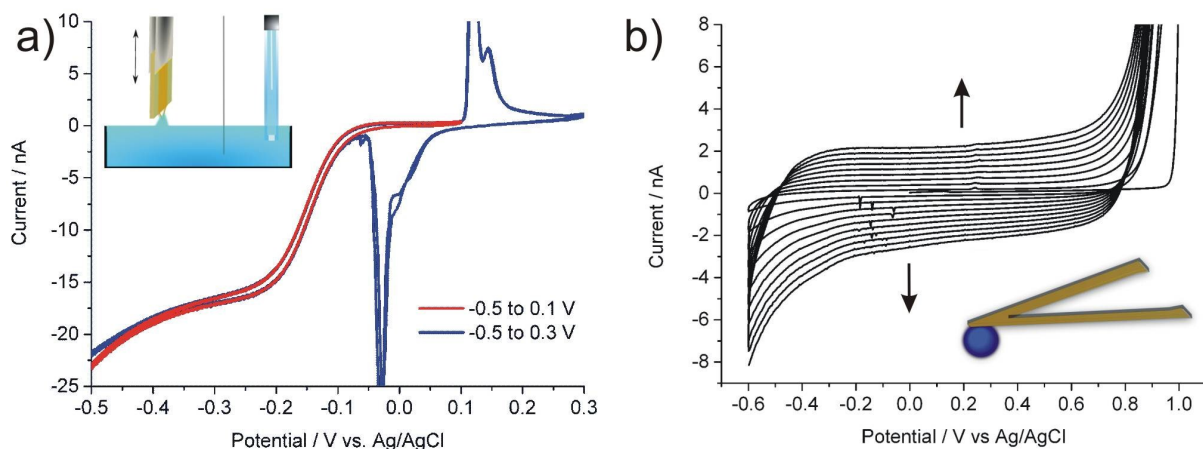 a)
10
5
0
-5
-10
-15
-20
-25
Current / nA
-0.5 to 0.1 V
-0.5 to 0.3 V
-0.5 -0.4 -0.3 -0.2 -0.1 0.0 0.1 0.2 0.3
Potential / V vs. Ag/AgCl
b)
8
6
4
2
0
-2
-4
-6
-8
Current / nA
-0.6 -0.4 -0.2 0.0 0.2 0.4 0.6 0.8 1.0
Potential / V vs Ag/AgCl